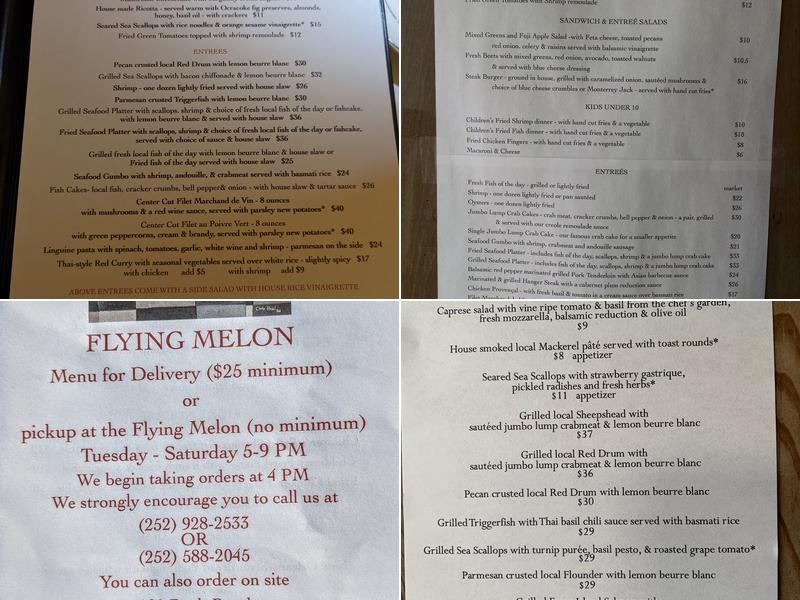 House made Ricotta - served warm with Ocracoke fig preserves, almonds,
honey, basil oil - with crackers $11
Seared Sea Scallops with rice noodles & orange sesame vinaigrette* $15
Fried Green Tomatoes topped with shrimp remoulade $12
ENTREES
Pecan crusted local Red Drum with lemon beurre blanc $30
Grilled Sea Scallops with bacon chiffonade & lemon beurre blanc $32
Shrimp - one dozen lightly fried served with house slaw $26
Parmesan crusted Triggerfish with lemon beurre blanc $30
Grilled Seafood Platter with scallops, shrimp & choice of fresh local fish of the day or fishcake,
with lemon beurre blanc & served with house slaw $36
Fried Seafood Platter with scallops, shrimp & choice of fresh local fish of the day or fishcake,
served with choice of sauce & house slaw $36
Grilled fresh local fish of the day with lemon beurre blanc & house slaw or
Fried fish of the day served with house slaw $25
Seafood Gumbo with shrimp, andouille, & crabmeat served with basmati rice $24
Fish Cakes- local fish, cracker crumbs, bell pepper& onion - with house slaw & tartar sauce $26
Center Cut Filet Marchand de Vin - 8 ounces
with mushrooms & a red wine sauce, served with parsley new potatoes* $40
Center Cut Filet au Poivre Vert - 8 ounces
with green peppercorns, cream & brandy, served with parsley new potatoes* $40
Linguine pasta with spinach, tomatoes, garlic, white wine and shrimp - parmesan on the side $24
Thai-style Red Curry with seasonal vegetables served over white rice - slightly spicy $17
with chicken add $5 with shrimp add $9
ABOVE ENTREES COME WITH A SIDE SALAD WITH HOUSE RICE VINAIGRETTE
Fried Green Tomatoes with Shrimp remoulade $12
SANDWICH & ENTREÉ SALADS
Mixed Greens and Fuji Apple Salad -with Feta cheese, toasted pecans $10
red onion, celery & raisins served with balsamic vinaigrette
Fresh Beets with mixed greens, red onion, avocado, toasted walnuts $10.5
& served with blue cheese dressing
Steak Burger - ground in house, grilled with caramelized onion, sautéed mushrooms & $16
choice of blue cheese crumbles or Monterrey Jack - served with hand cut fries*
KIDS UNDER 10
Children's Fried Shrimp dinner - with hand cut fries & a vegetable $10
Children's Fried Fish dinner - with hand cut fries & a vegetable $10
Fried Chicken Fingers - with hand cut fries & a vegetable $8
Macaroni & Cheese $6
ENTREÉS
Fresh Fish of the day - grilled or lightly fried market
Shrimp - one dozen lightly fried or pan sautéed $22
Oysters - one dozen lightly fried $26
Jumbo Lump Crab Cakes - crab meat, cracker crumbs, bell pepper & onion - a pair, grilled $30
& served with our creole remoulade sauce
Single Jumbo Lump Crab Cake - our famous crab cake for a smaller appetite $20
Seafood Gumbo with shrimp, crabmeat and andouille sausage $21
Fried Seafood Platter - includes fish of the day, scallops, shrimp & a jumbo lump crab cake $33
Grilled Seafood Platter - includes fish of the day, scallops, shrimp & a jumbo lump crab cake $33
Balsamic red pepper marinated grilled Pork Tenderloin with Asian barbecue sauce $24
Marinated & grilled Hanger Steak with a cabernet plum reduction sauce $26
Chicken Provençal - with fresh basil & tomato in a cream sauce over basmati rice $17
FLYING MELON
Menu for Delivery ($25 minimum)
or
pickup at the Flying Melon (no minimum)
Tuesday - Saturday 5-9 PM
We begin taking orders at 4 PM
We strongly encourage you to call us at
(252) 928-2533
OR
(252) 588-2045
You can also order on site
Caprese salad with vine ripe tomato & basil from the chef's garden,
fresh mozzarella, balsamic reduction & olive oil
$9
House smoked local Mackerel pâté served with toast rounds*
$8 appetizer
Seared Sea Scallops with strawberry gastrique,
pickled radishes and fresh herbs*
$11 appetizer
Grilled local Sheepshead with
sautéed jumbo lump crabmeat & lemon beurre blanc
$37
Grilled local Red Drum with
sautéed jumbo lump crabmeat & lemon beurre blanc
$36
Pecan crusted local Red Drum with lemon beurre blanc
$30
Grilled Triggerfish with Thai basil chili sauce served with basmati rice
$29
Grilled Sea Scallops with turnip purée, basil pesto, & roasted grape tomato*
$29
Parmesan crusted local Flounder with lemon beurre blanc
$29